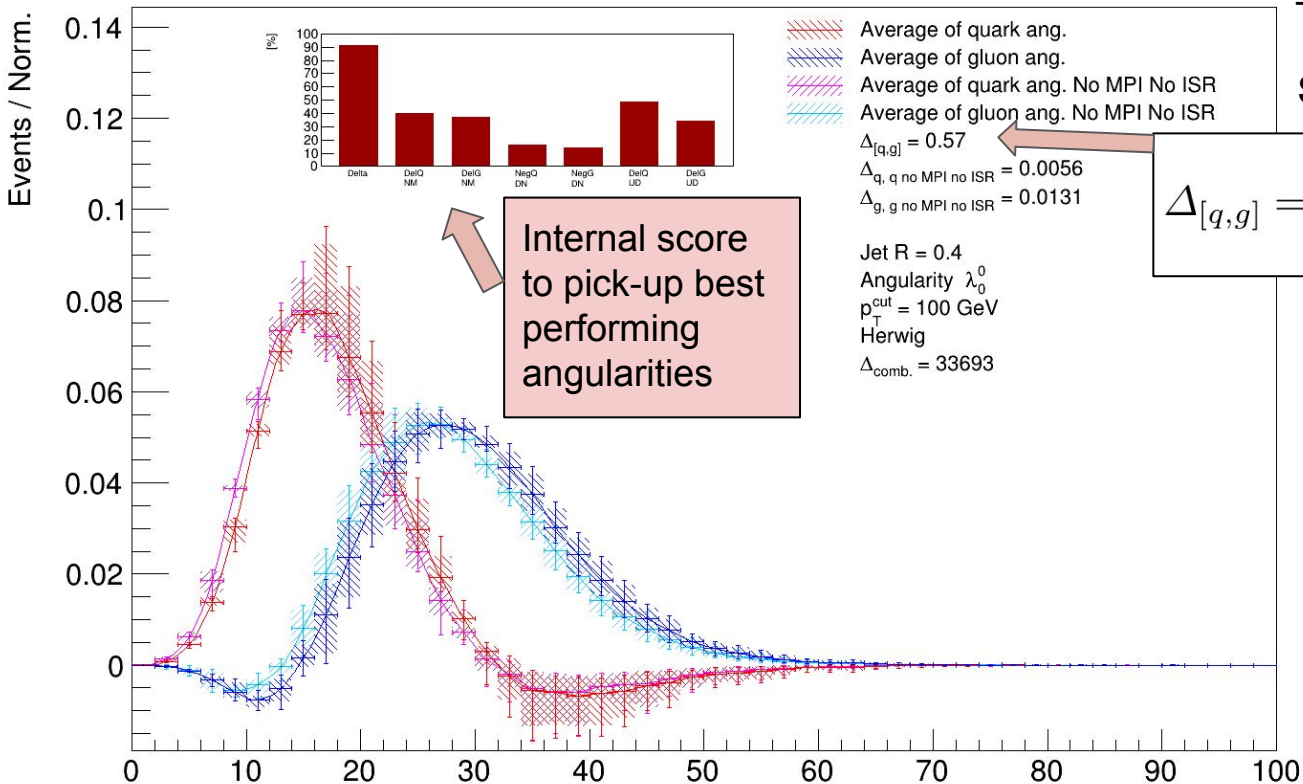 Events / Norm.
0.14
0.12
0.1
0.08
0.06
0.04
0.02
0
0 10 20 30 40 50 60 70 80 90 100
[%]
100
90
80
70
60
50
40
30
20
10
0
Delta DelQ DelG NegQ NegG DelQ DelG
NM NM DN DN UD UD
Average of quark ang.
Average of gluon ang.
Average of quark ang. No MPI No ISR
Average of gluon ang. No MPI No ISR
Δ[q,g] = 0.57
Δq, q no MPI no ISR = 0.0056
Δg, g no MPI no ISR = 0.0131
Jet R = 0.4
Angularity λ₀⁰
pTcut = 100 GeV
Herwig
Δcomb. = 33693
Internal score
to pick-up best
performing
angularities
Δ[q,g] =